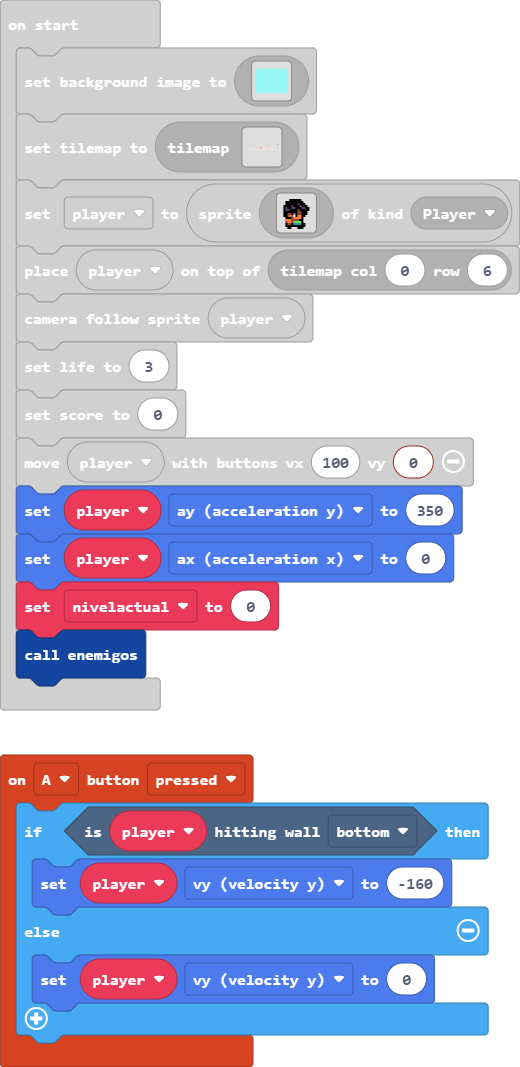 on start
set background image to
set tilemap to tilemap
set player to sprite of kind Player
place player on top of tilemap col 0 row 6
camera follow sprite player
set life to 3
set score to 0
move player with buttons vx 100 vy 0
set player ay (acceleration y) to 350
set player ax (acceleration x) to 0
set nivelactual to 0
call enemigos
on A button pressed
if is player hitting wall bottom then
set player vy (velocity y) to -160
else
set player vy (velocity y) to 0